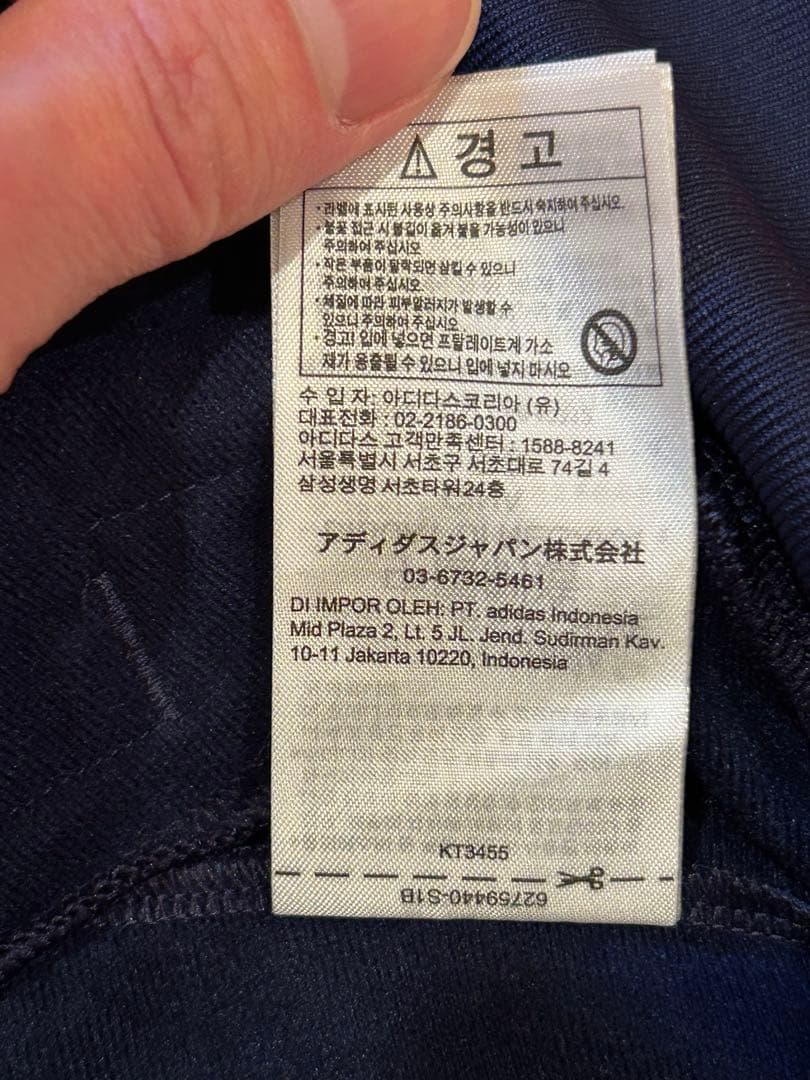 ⚠ 경 고
· 라벨에 표시된 사용상 주의사항을 반드시 숙지하여 주십시오.
· 불꽃 접근 시 불길이 옮겨 붙을 가능성이 있으니
주의하여 주십시오
· 작은 부품이 탈락되면 삼킬 수 있으니
주의하여 주십시오.
· 체질에 따라 피부알러지가 발생할 수
있으니 주의하여 주십시오
· 경고! 입에 넣으면 프탈레이트계 가소
제가 용출될 수 있으니 입에 넣지 마시오
수 입 자: 아디다스코리아 (유)
대표전화 : 02-2186-0300
아디다스 고객만족센터 : 1588-8241
서울특별시 서초구 서초대로 74길 4
삼성생명 서초타워24층
アディダスジャパン株式会社
03-6732-5461
DI IMPOR OLEH: PT. adidas Indonesia
Mid Plaza 2, Lt. 5 JL. Jend. Sudirman Kav.
10-11 Jakarta 10220, Indonesia
KT3455
62759440-S1B